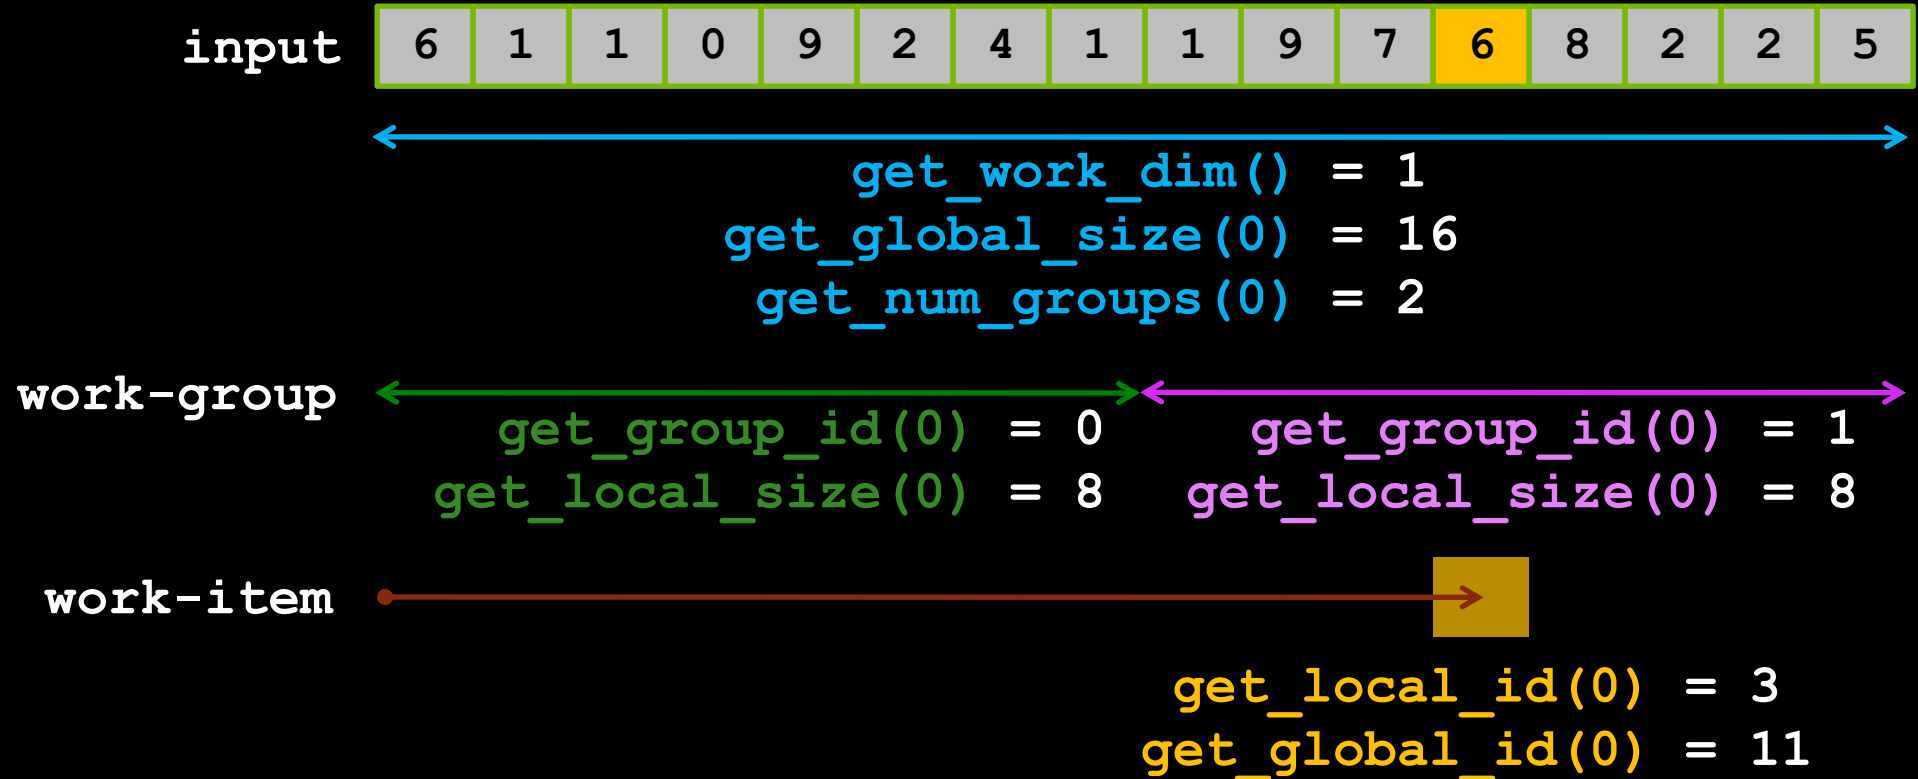 input 6 1 1 0 9 2 4 1 1 9 7 6 8 2 2 5
get_work_dim() = 1
get_global_size(0) = 16
get_num_groups(0) = 2
work-group
get_group_id(0) = 0 get_group_id(0) = 1
get_local_size(0) = 8 get_local_size(0) = 8
work-item
get_local_id(0) = 3
get_global_id(0) = 11